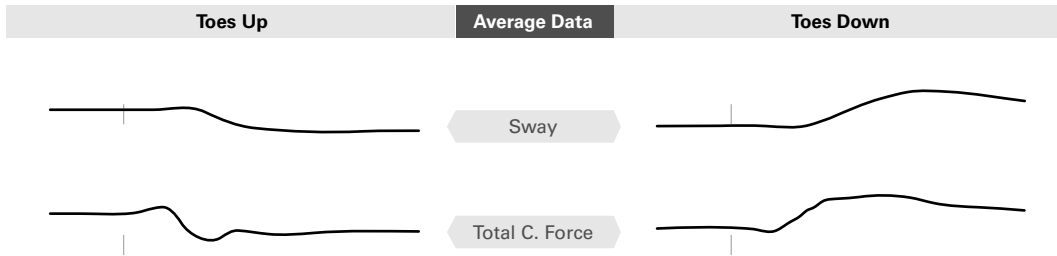 Toes Up
Average Data
Toes Down
Sway
Total C. Force